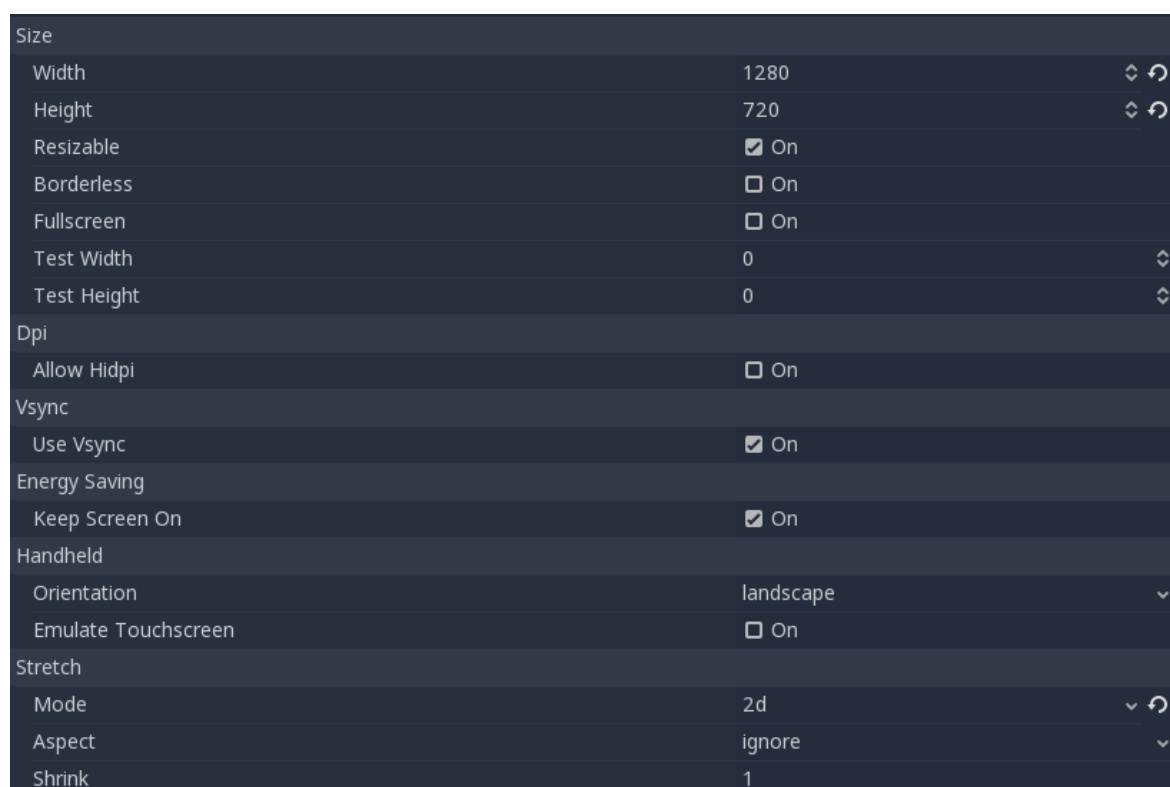 Size
Width 1280
Height 720
Resizable On
Borderless On
Fullscreen On
Test Width 0
Test Height 0
Dpi
Allow Hidpi On
Vsync
Use Vsync On
Energy Saving
Keep Screen On On
Handheld
Orientation landscape
Emulate Touchscreen On
Stretch
Mode 2d
Aspect ignore
Shrink 1